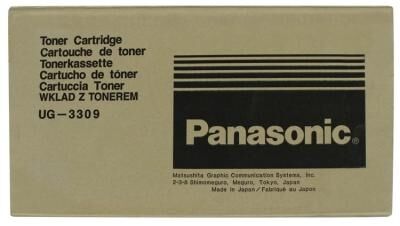 Toner Cartridge
Cartouche de toner
Tonerkassette
Cartucho de tóner
Cartuccia Toner
WKLAD Z TONEREM
UG-3309
Panasonic®
Matsushita Graphic Communication Systems, Inc.
2-3-8 Shimomeguro, Meguro, Tokyo, Japan
Made in Japan/Fabriqué au Japon